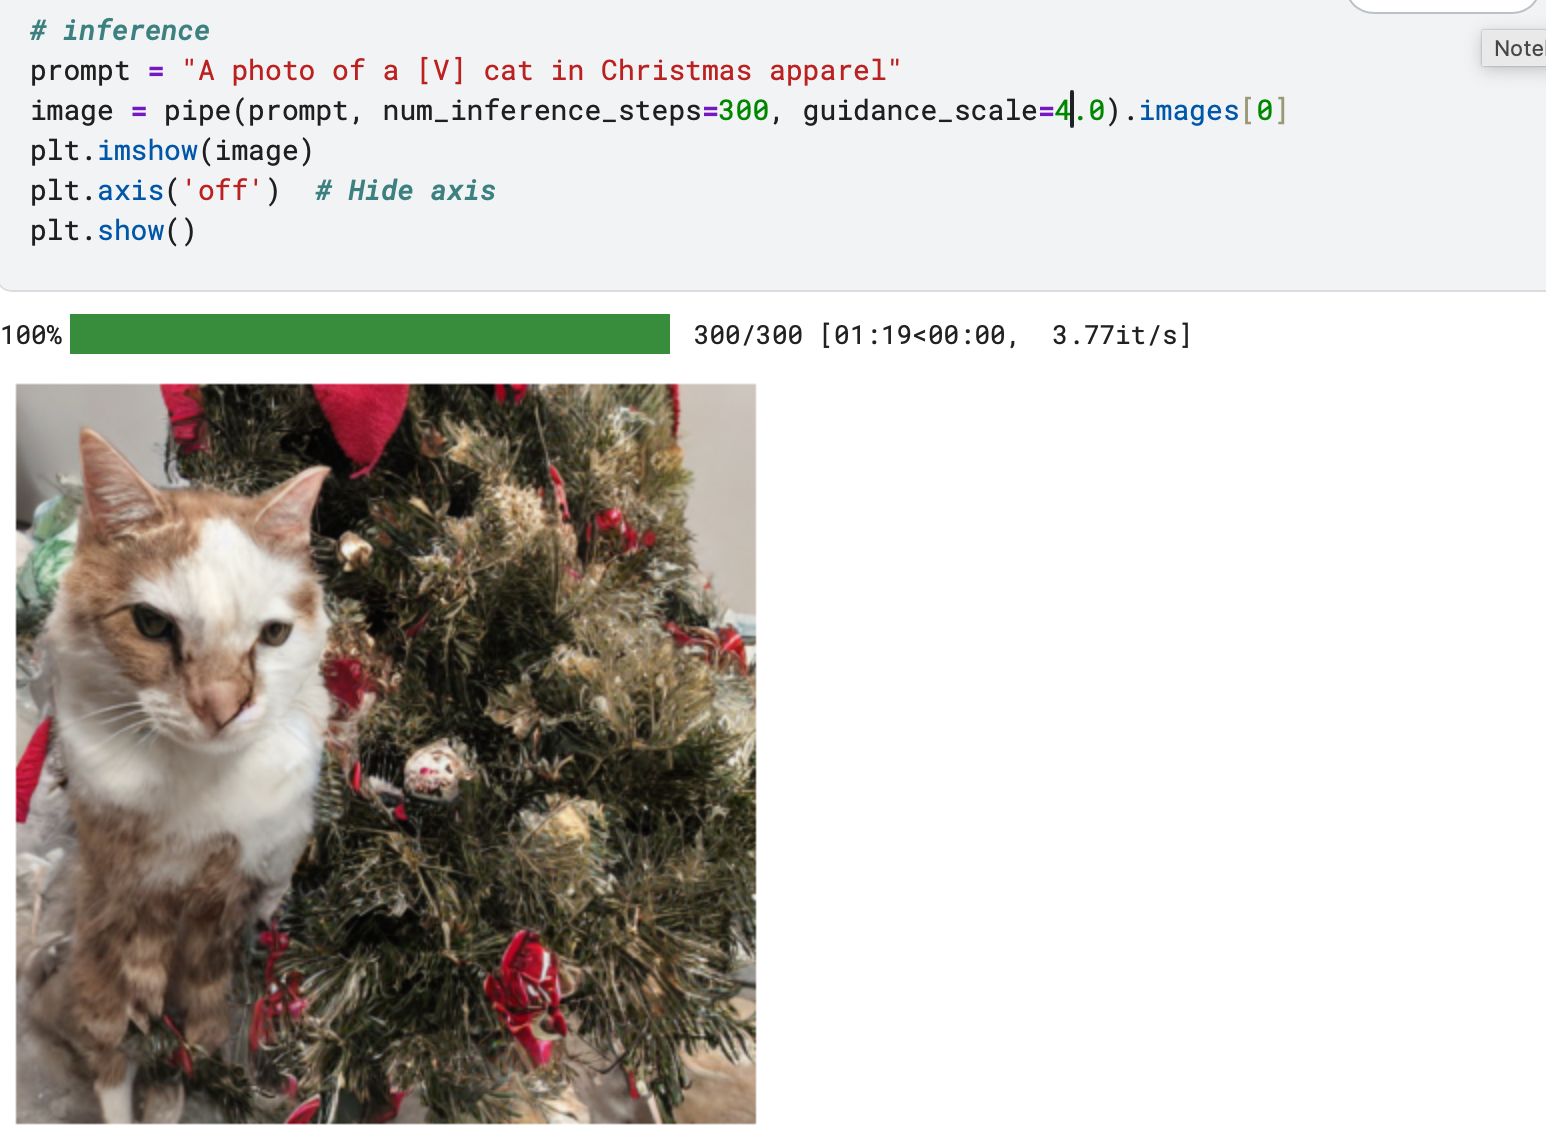 # inference
prompt = "A photo of a [V] cat in Christmas apparel"
image = pipe(prompt, num_inference_steps=300, guidance_scale=4.0).images[0]
plt.imshow(image)
plt.axis('off')  # Hide axis
plt.show()
Note
100% 300/300 [01:19<00:00,  3.77it/s]